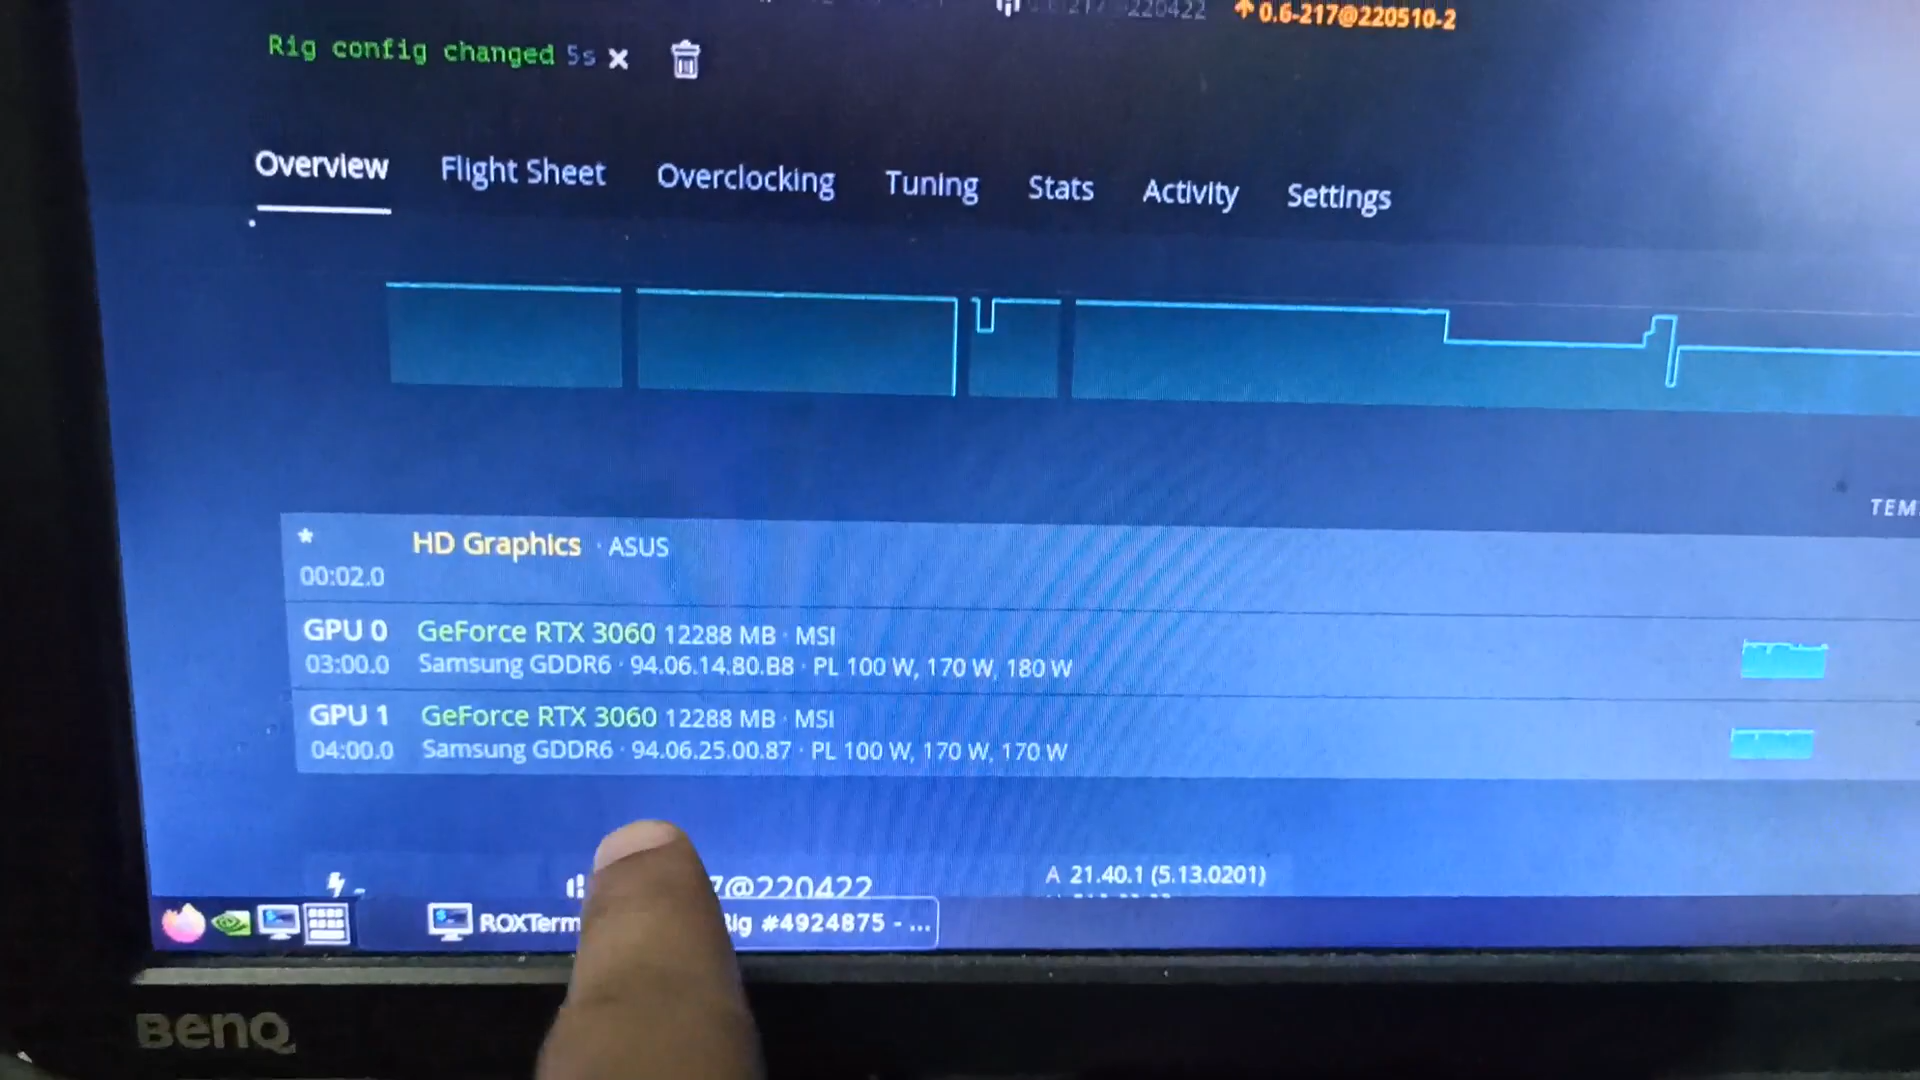 220422 0.6-217@220510-2
Rig config changed 5s
Overview Flight Sheet Overclocking Tuning Stats Activity Settings
TEM
* HD Graphics · ASUS
00:02.0
GPU 0 GeForce RTX 3060 12288 MB · MSI
03:00.0 Samsung GDDR6 · 94.06.14.80.B8 · PL 100 W, 170 W, 180 W
GPU 1 GeForce RTX 3060 12288 MB · MSI
04:00.0 Samsung GDDR6 · 94.06.25.00.87 · PL 100 W, 170 W, 170 W
7@220422 A 21.40.1 (5.13.0201)
ROXTerm Rig #4924875 - ...
BenQ